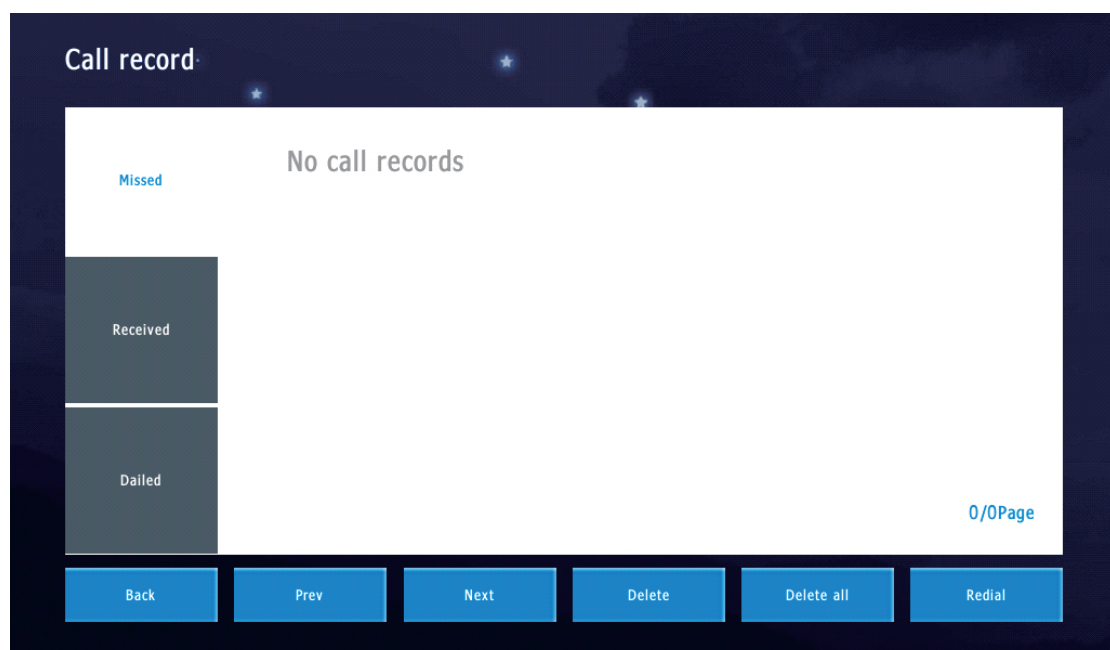 Call record
Missed
No call records
Received
Dailed
0/0Page
Back
Prev
Next
Delete
Delete all
Redial